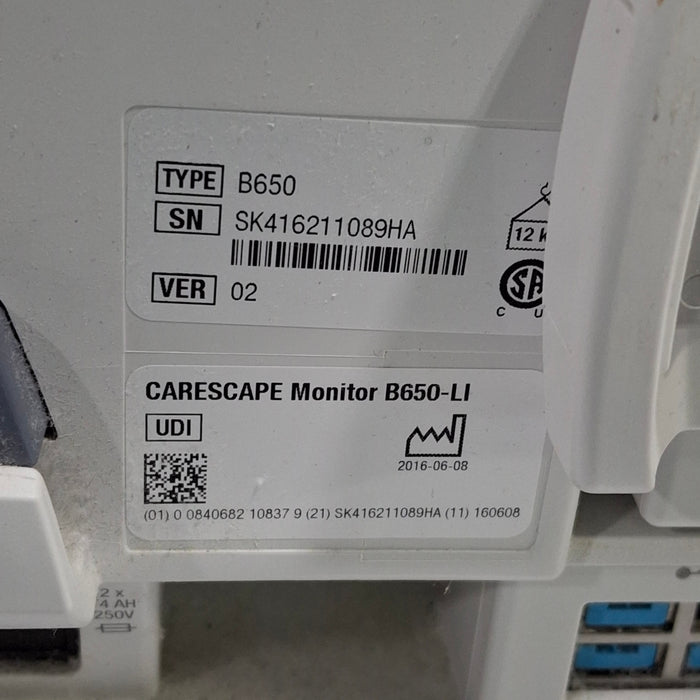 TYPE B650
SN SK416211089HA
12 k
VER 02
SA
C U
CARESCAPE Monitor B650-LI
UDI
2016-06-08
(01) 0 0840682 10837 9 (21) SK416211089HA (11) 160608
2 x
4 AH
250V